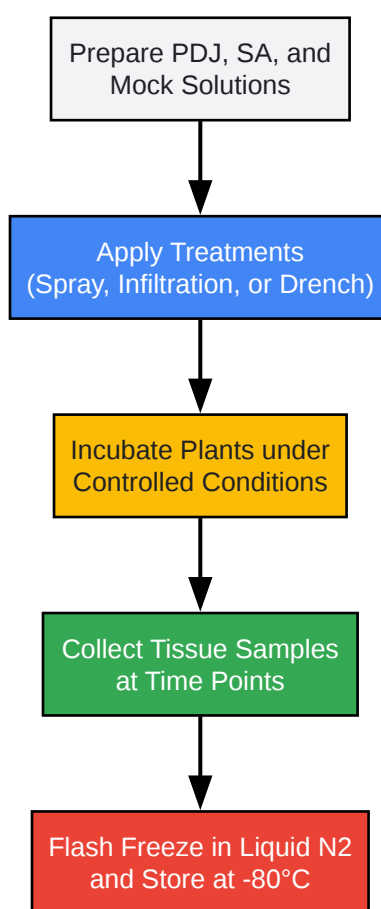 Prepare PDJ, SA, and
Mock Solutions
Apply Treatments
(Spray, Infiltration, or Drench)
Incubate Plants under
Controlled Conditions
Collect Tissue Samples
at Time Points
Flash Freeze in Liquid N2
and Store at -80°C